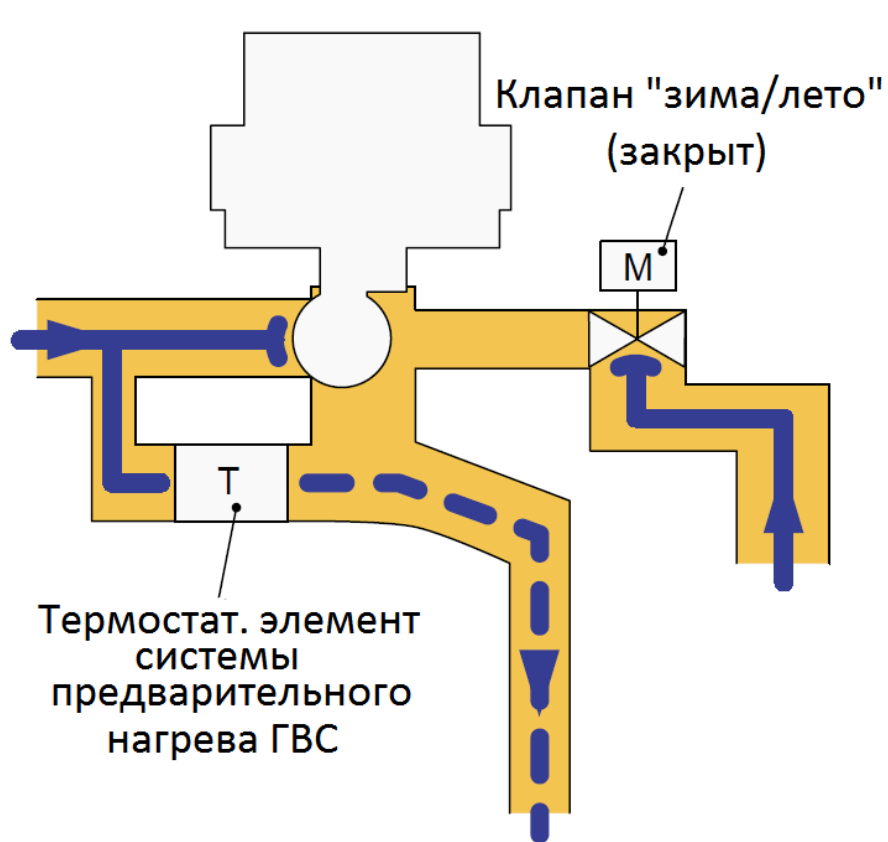 Клапан "зима/лето"
(закрыт)
M
T
Термостат. элемент
системы
предварительного
нагрева ГВС